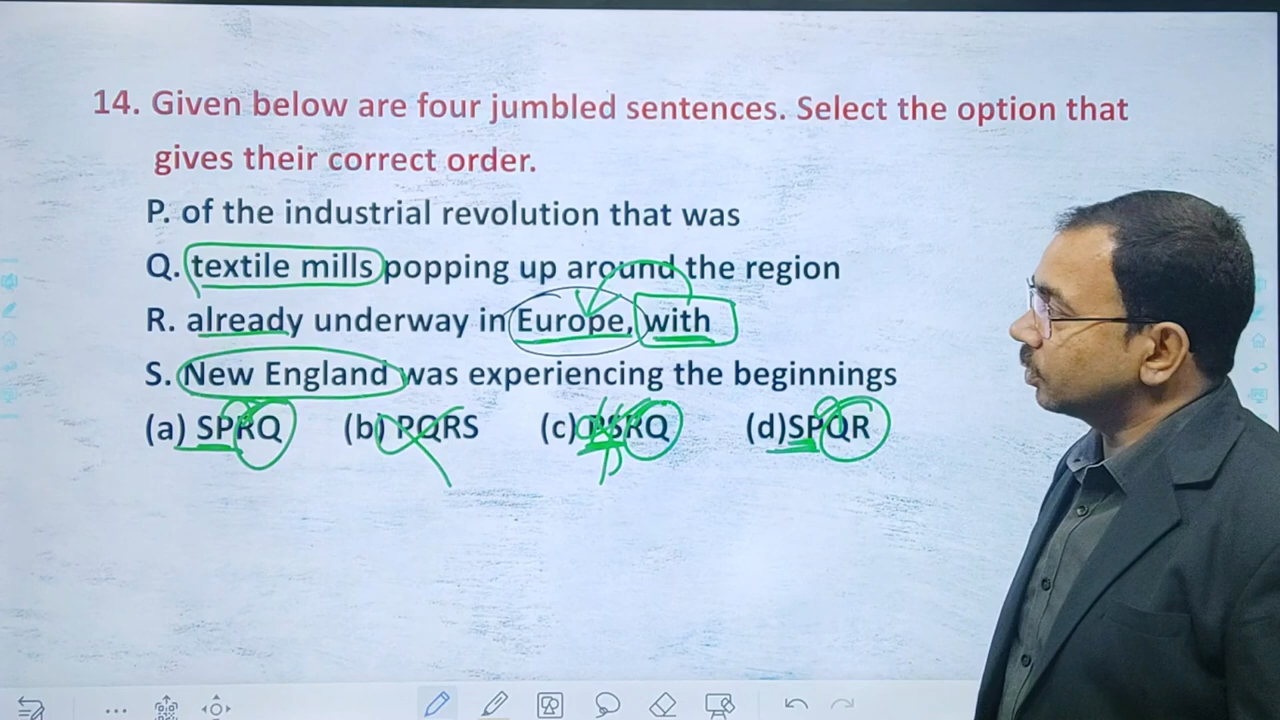 14. Given below are four jumbled sentences. Select the option that
gives their correct order.
P. of the industrial revolution that was
Q. textile mills popping up around the region
R. already underway in Europe, with
S. New England was experiencing the beginnings
(a) SPRQ (b) PQRS (c) PSRQ (d)SPQR